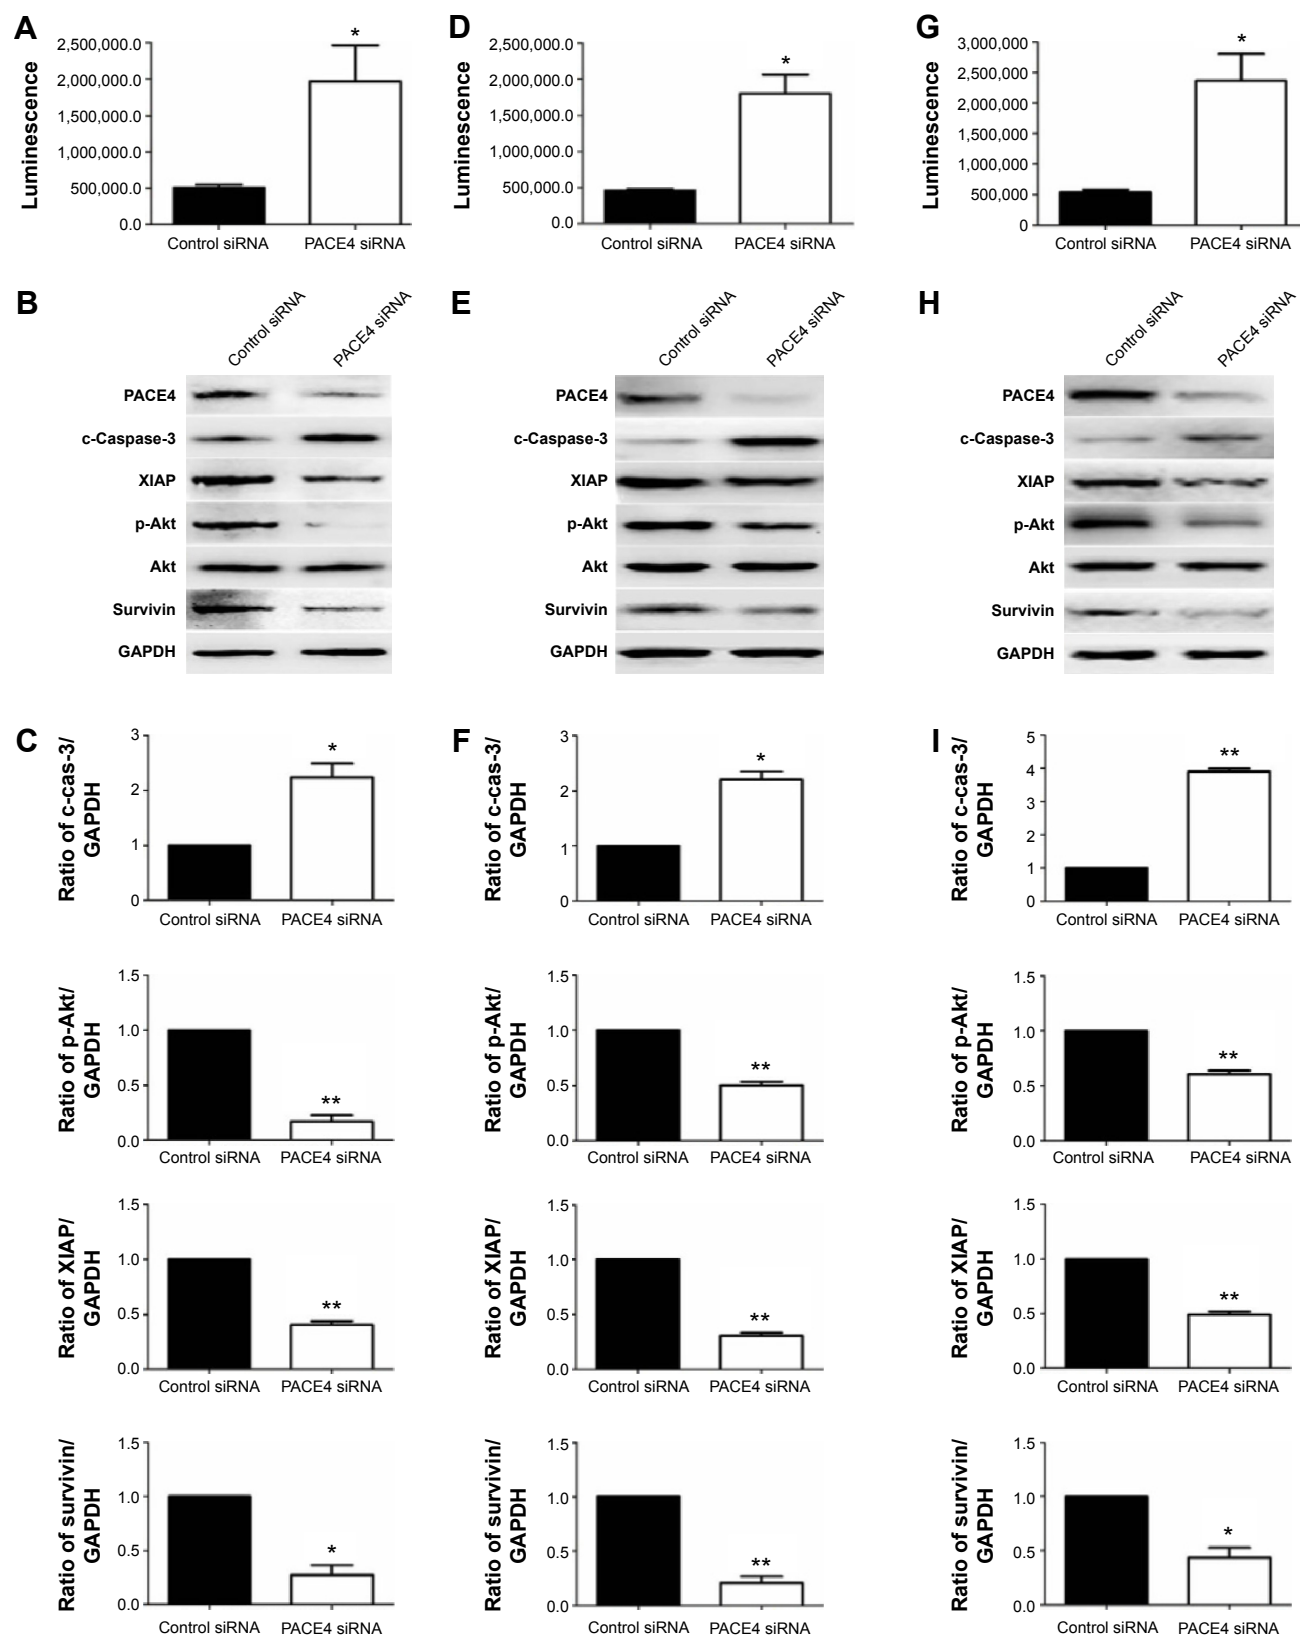 A
Luminescence
2,500,000.0
2,000,000.0
1,500,000.0
1,000,000.0
500,000.0
0.0
*
Control siRNA
PACE4 siRNA
D
Luminescence
2,500,000.0
2,000,000.0
1,500,000.0
1,000,000.0
500,000.0
0.0
*
Control siRNA
PACE4 siRNA
G
Luminescence
3,000,000
2,500,000
2,000,000
1,500,000
1,000,000
500,000
0
*
Control siRNA
PACE4 siRNA
B
Control siRNA
PACE4 siRNA
PACE4
c-Caspase-3
XIAP
p-Akt
Akt
Survivin
GAPDH
E
Control siRNA
PACE4 siRNA
PACE4
c-Caspase-3
XIAP
p-Akt
Akt
Survivin
GAPDH
H
Control siRNA
PACE4 siRNA
PACE4
c-Caspase-3
XIAP
p-Akt
Akt
Survivin
GAPDH
C
Ratio of c-cas-3/
GAPDH
3
2
1
0
*
Control siRNA
PACE4 siRNA
Ratio of p-Akt/
GAPDH
1.5
1.0
0.5
0.0
**
Control siRNA
PACE4 siRNA
Ratio of XIAP/
GAPDH
1.5
1.0
0.5
0.0
**
Control siRNA
PACE4 siRNA
Ratio of survivin/
GAPDH
1.5
1.0
0.5
0.0
*
Control siRNA
PACE4 siRNA
F
Ratio of c-cas-3/
GAPDH
3
2
1
0
*
Control siRNA
PACE4 siRNA
Ratio of p-Akt/
GAPDH
1.5
1.0
0.5
0.0
**
Control siRNA
PACE4 siRNA
Ratio of XIAP/
GAPDH
1.5
1.0
0.5
0.0
**
Control siRNA
PACE4 siRNA
Ratio of survivin/
GAPDH
1.5
1.0
0.5
0.0
**
Control siRNA
PACE4 siRNA
I
Ratio of c-cas-3/
GAPDH
5
4
3
2
1
0
**
Control siRNA
PACE4 siRNA
Ratio of p-Akt/
GAPDH
1.5
1.0
0.5
0.0
**
Control siRNA
PACE4 siRNA
Ratio of XIAP/
GAPDH
1.5
1.0
0.5
0.0
**
Control siRNA
PACE4 siRNA
Ratio of survivin/
GAPDH
1.5
1.0
0.5
0.0
*
Control siRNA
PACE4 siRNA